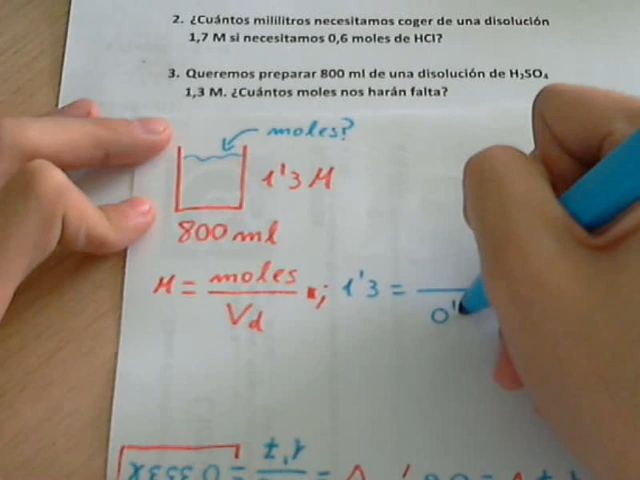 2. ¿Cuántos mililitros necesitamos coger de una disolución
1,7 M si necesitamos 0,6 moles de HCl?
3. Queremos preparar 800 ml de una disolución de H₂SO₄
1,3 M. ¿Cuántos moles nos harán falta?
moles?
1'3 M
800 ml
M = moles / Vd ; 1'3 = / 0'